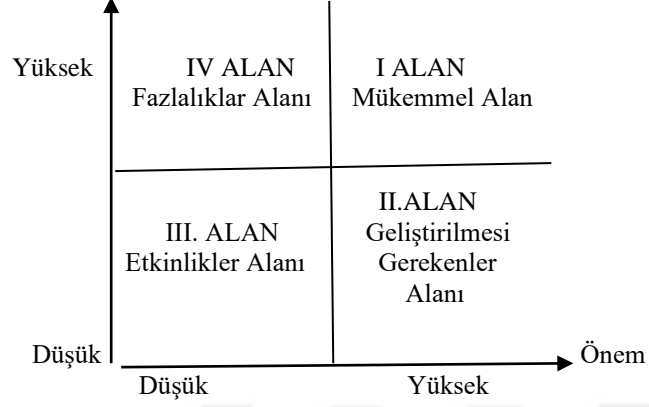 Yüksek
IV ALAN
Fazlalıklar Alanı
I ALAN
Mükemmel Alan
III. ALAN
Etkinlikler Alanı
II.ALAN
Geliştirilmesi
Gerekenler
Alanı
Düşük
Önem
Düşük
Yüksek